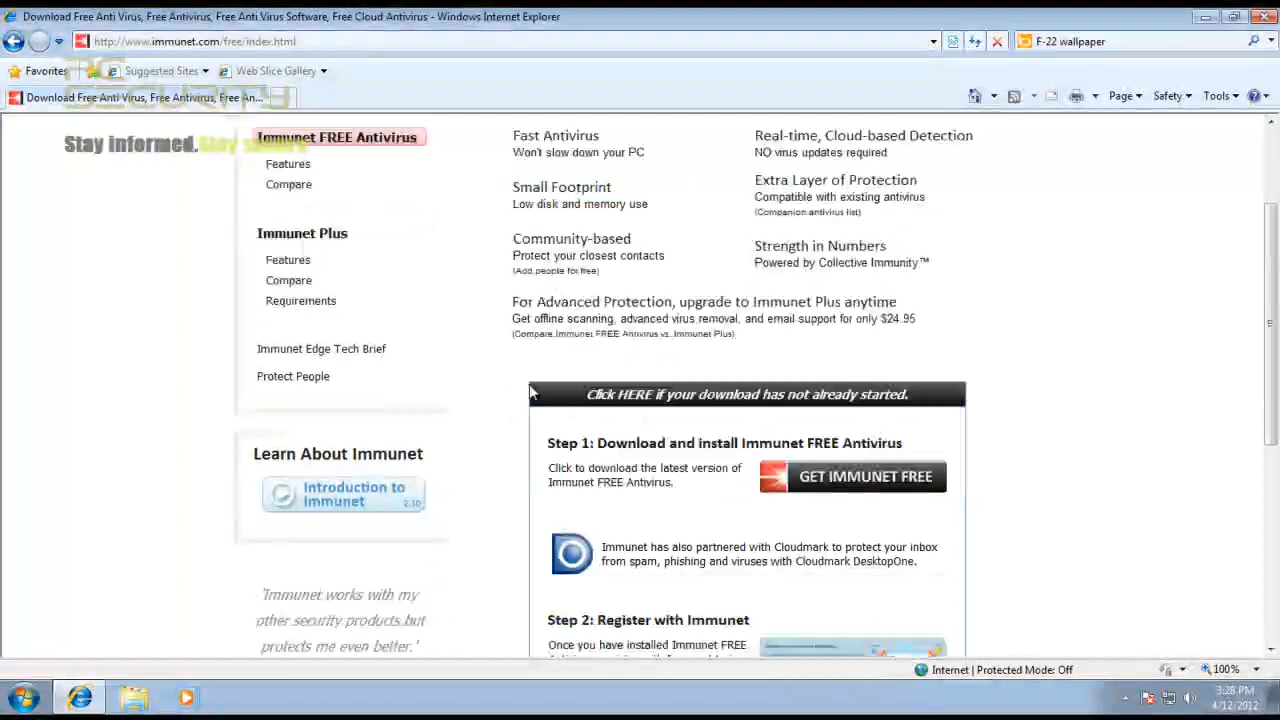 Download Free Anti Virus, Free Antivirus, Free Anti Virus Software, Free Cloud Antivirus - Windows Internet Explorer
http://www.immunet.com/free/index.html
F-22 wallpaper
Favorites
Suggested Sites
Web Slice Gallery
PC
SECURITY
Download Free Anti Virus, Free Antivirus, Free An...
Page
Safety
Tools
Stay informed.Stay secure
Immunet FREE Antivirus
Features
Compare
Immunet Plus
Features
Compare
Requirements
Immunet Edge Tech Brief
Protect People
Learn About Immunet
Introduction to
Immunet
2:30
'Immunet works with my
other security products but
protects me even better.'
Fast Antivirus
Won't slow down your PC
Small Footprint
Low disk and memory use
Community-based
Protect your closest contacts
(Add people for free)
Real-time, Cloud-based Detection
NO virus updates required
Extra Layer of Protection
Compatible with existing antivirus
(Companion antivirus list)
Strength in Numbers
Powered by Collective Immunity™
For Advanced Protection, upgrade to Immunet Plus anytime
Get offline scanning, advanced virus removal, and email support for only $24.95
(Compare Immunet FREE Antivirus vs. Immunet Plus)
Click HERE if your download has not already started.
Step 1: Download and install Immunet FREE Antivirus
Click to download the latest version of
Immunet FREE Antivirus.
GET IMMUNET FREE
Immunet has also partnered with Cloudmark to protect your inbox
from spam, phishing and viruses with Cloudmark DesktopOne.
Step 2: Register with Immunet
Once you have installed Immunet FREE
Internet | Protected Mode: Off
100%
3:28 PM
4/12/2012